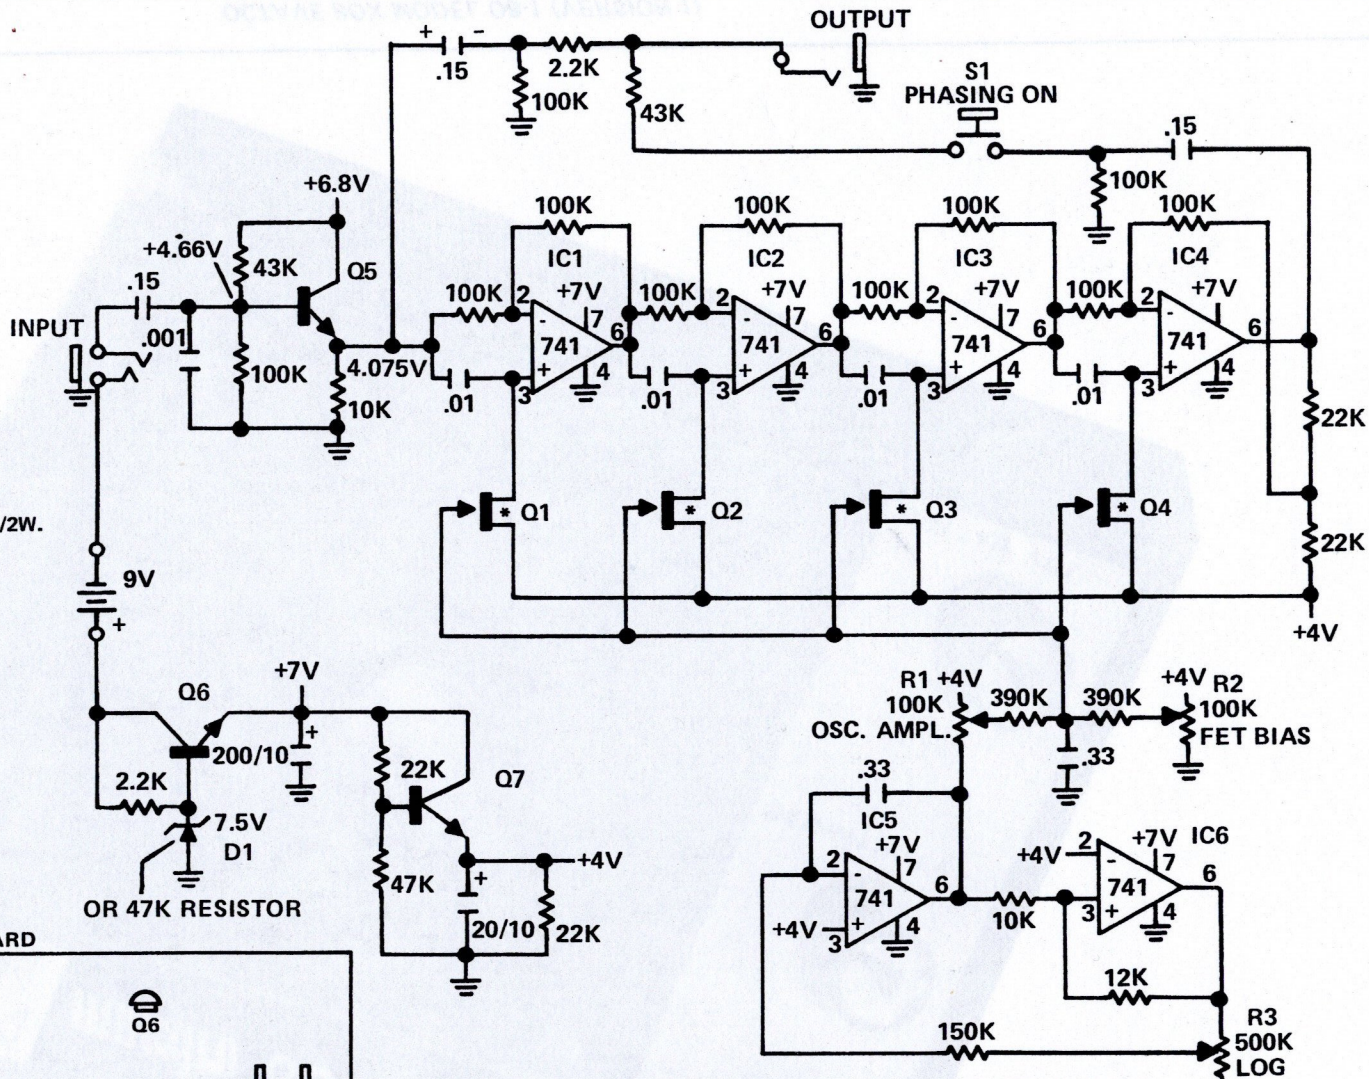 OCTAVE BOX MODEL OB-1 (VERSION 2)
OUTPUT
+ -
.15
2.2K
100K
43K
S1
PHASING ON
.15
100K
+6.8V
+4.66V
43K
Q5
.15
INPUT
.001
100K
10K
4.075V
100K
100K
100K
100K
IC1
IC2
IC3
IC4
100K
2
-
+7V
7
741
6
+
3
4
.01
100K
2
-
+7V
7
741
6
+
3
4
.01
100K
2
-
+7V
7
741
6
+
3
4
.01
100K
2
-
+7V
7
741
6
+
3
4
.01
22K
22K
+4V
* Q1
* Q2
* Q3
* Q4
/2W.
9V
+
Q6
+7V
+
200/10
2.2K
7.5V
D1
OR 47K RESISTOR
22K
Q7
47K
+
20/10
+4V
22K
R1 +4V
100K
OSC. AMPL.
390K
390K
+4V R2
100K
FET BIAS
.33
.33
IC5
+7V
2
-
7
741
6
+4V
+
3
4
10K
+4V
2
-
+7V
7
IC6
741
6
+
3
4
12K
150K
R3
500K
LOG
ARD
Q6